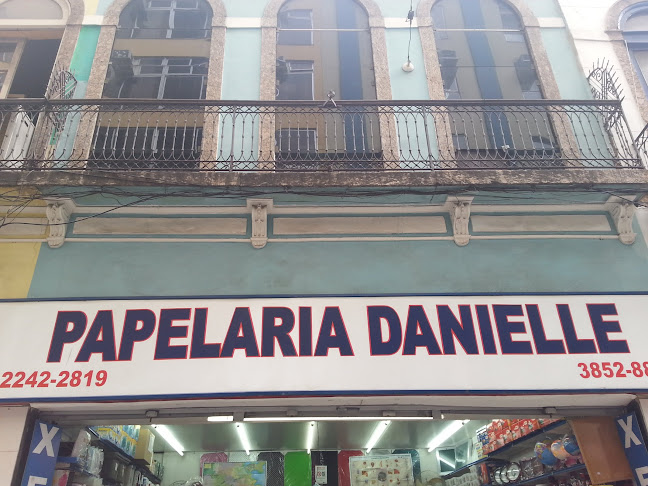 PAPELARIA DANIELLE
2242-2819
3852-88
X
X